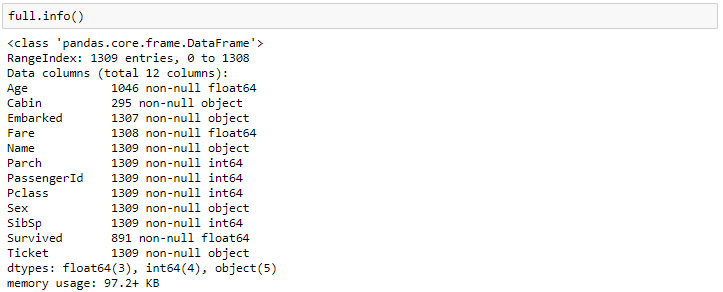 full.info()
<class 'pandas.core.frame.DataFrame'>
RangeIndex: 1309 entries, 0 to 1308
Data columns (total 12 columns):
Age            1046 non-null float64
Cabin          295 non-null object
Embarked       1307 non-null object
Fare           1308 non-null float64
Name           1309 non-null object
Parch          1309 non-null int64
PassengerId    1309 non-null int64
Pclass         1309 non-null int64
Sex            1309 non-null object
SibSp          1309 non-null int64
Survived       891 non-null float64
Ticket         1309 non-null object
dtypes: float64(3), int64(4), object(5)
memory usage: 97.2+ KB